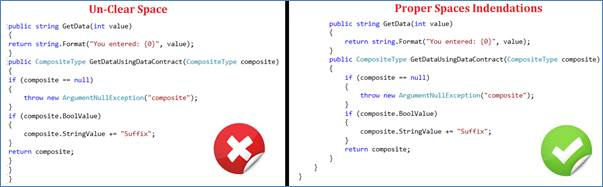 Un-Clear Space
public string GetData(int value)
{
return string.Format("You entered: {0}", value);
}
public CompositeType GetDataUsingDataContract(CompositeType composite)
{
if (composite == null)
{
throw new ArgumentNullException("composite");
}
if (composite.BoolValue)
{
composite.StringValue += "Suffix";
}
return composite;
}
}
}
Proper Spaces Indendations
public string GetData(int value)
{
return string.Format("You entered: {0}", value);
}
public CompositeType GetDataUsingDataContract(CompositeType composite)
{
if (composite == null)
{
throw new ArgumentNullException("composite");
}
if (composite.BoolValue)
{
composite.StringValue += "Suffix";
}
return composite;
}
}
}